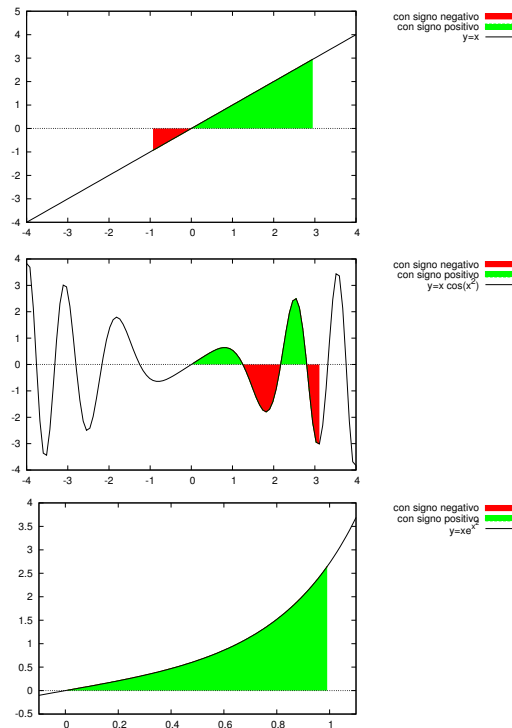 5
4
3
2
1
0
-1
-2
-3
-4
-4 -3 -2 -1 0 1 2 3 4
con signo negativo
con signo positivo
y=x
4
3
2
1
0
-1
-2
-3
-4
-4 -3 -2 -1 0 1 2 3 4
con signo negativo
con signo positivo
y=x cos(x²)
4
3.5
3
2.5
2
1.5
1
0.5
0
-0.5
0 0.2 0.4 0.6 0.8 1
con signo negativo
con signo positivo
y=xeˣ²